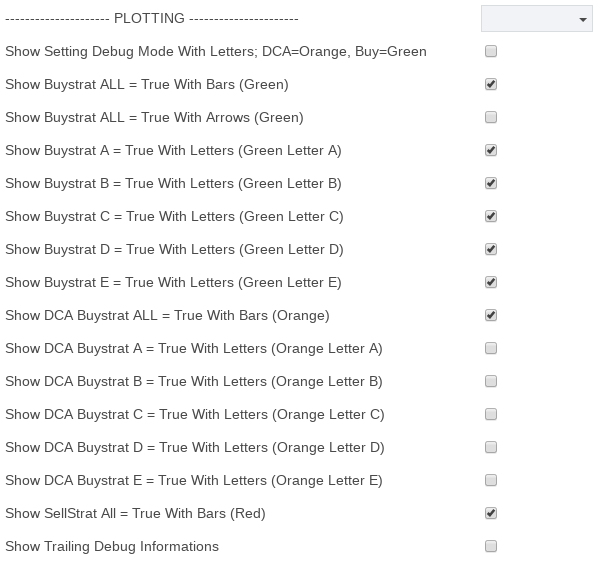 --------------------- PLOTTING ----------------------
Show Setting Debug Mode With Letters; DCA=Orange, Buy=Green
Show Buystrat ALL = True With Bars (Green)
Show Buystrat ALL = True With Arrows (Green)
Show Buystrat A = True With Letters (Green Letter A)
Show Buystrat B = True With Letters (Green Letter B)
Show Buystrat C = True With Letters (Green Letter C)
Show Buystrat D = True With Letters (Green Letter D)
Show Buystrat E = True With Letters (Green Letter E)
Show DCA Buystrat ALL = True With Bars (Orange)
Show DCA Buystrat A = True With Letters (Orange Letter A)
Show DCA Buystrat B = True With Letters (Orange Letter B)
Show DCA Buystrat C = True With Letters (Orange Letter C)
Show DCA Buystrat D = True With Letters (Orange Letter D)
Show DCA Buystrat E = True With Letters (Orange Letter E)
Show SellStrat All = True With Bars (Red)
Show Trailing Debug Informations